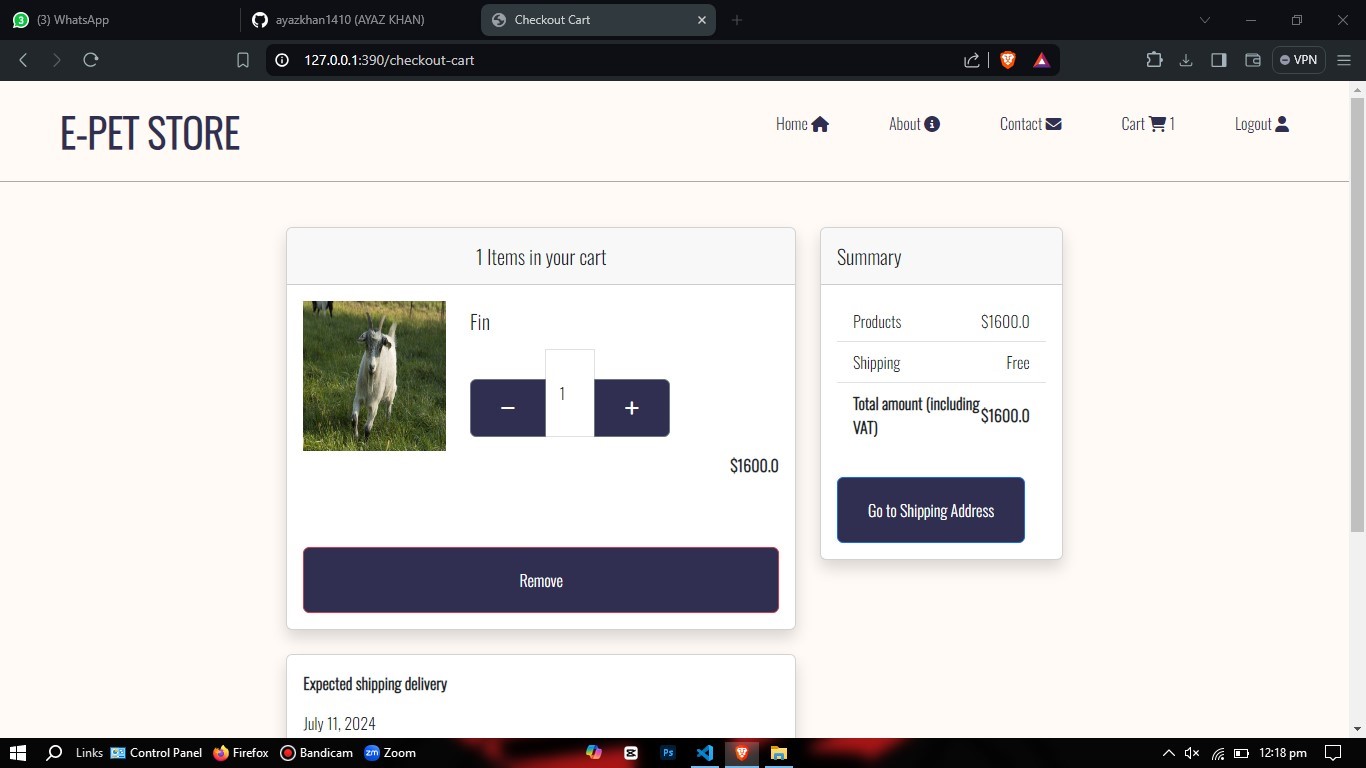 (3) WhatsApp
ayazkhan1410 (AYAZ KHAN)
Checkout Cart
127.0.0.1:390/checkout-cart
VPN
E-PET STORE
Home
About
Contact
Cart 1
Logout
1 Items in your cart
Fin
1
$1600.0
Remove
Expected shipping delivery
July 11, 2024
Summary
Products $1600.0
Shipping Free
Total amount (including
VAT)
$1600.0
Go to Shipping Address
Links
Control Panel
Firefox
Bandicam
zm Zoom
Ps
12:18 pm